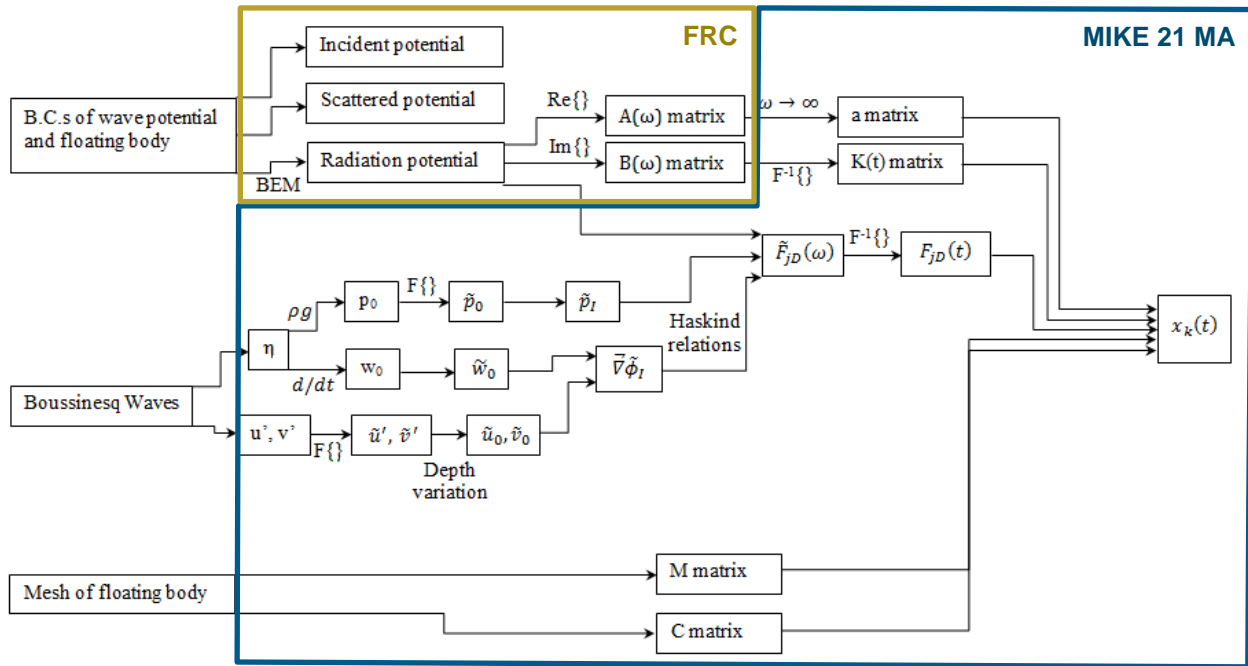 FRC
MIKE 21 MA
Incident potential
Scattered potential
B.C.s of wave potential
and floating body
Radiation potential
BEM
Re{}
Im{}
A(ω) matrix
B(ω) matrix
ω → ∞
F⁻¹{}
a matrix
K(t) matrix
F̃jD(ω)
F⁻¹{}
FjD(t)
xk(t)
ρg
p₀
F{}
p̃₀
p̃I
Haskind
relations
η
d/dt
w₀
w̃₀
∇⃗ϕ̃I
Boussinesq Waves
u', v'
F{}
ũ', ṽ'
ũ₀, ṽ₀
Depth
variation
Mesh of floating body
M matrix
C matrix